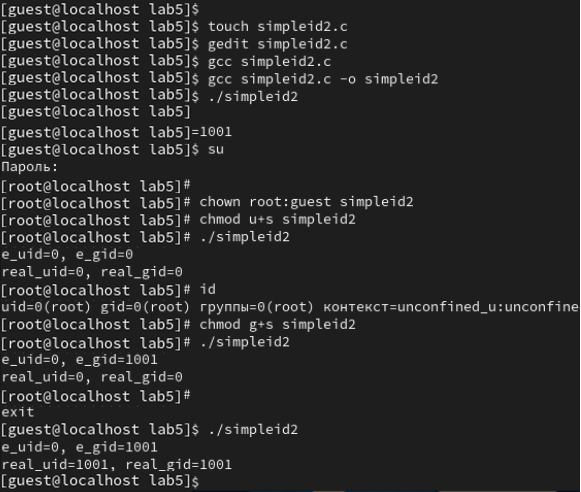 [guest@localhost lab5]$
[guest@localhost lab5]$ touch simpleid2.c
[guest@localhost lab5]$ gedit simpleid2.c
[guest@localhost lab5]$ gcc simpleid2.c
[guest@localhost lab5]$ gcc simpleid2.c -o simpleid2
[guest@localhost lab5]$ ./simpleid2
[guest@localhost lab5]
[guest@localhost lab5]=1001
[guest@localhost lab5]$ su
Пароль:
[root@localhost lab5]#
[root@localhost lab5]# chown root:guest simpleid2
[root@localhost lab5]# chmod u+s simpleid2
[root@localhost lab5]# ./simpleid2
e_uid=0, e_gid=0
real_uid=0, real_gid=0
[root@localhost lab5]# id
uid=0(root) gid=0(root) группы=0(root) контекст=unconfined_u:unconfine
[root@localhost lab5]# chmod g+s simpleid2
[root@localhost lab5]# ./simpleid2
e_uid=0, e_gid=1001
real_uid=0, real_gid=0
[root@localhost lab5]#
exit
[guest@localhost lab5]$ ./simpleid2
e_uid=0, e_gid=1001
real_uid=1001, real_gid=1001
[guest@localhost lab5]$